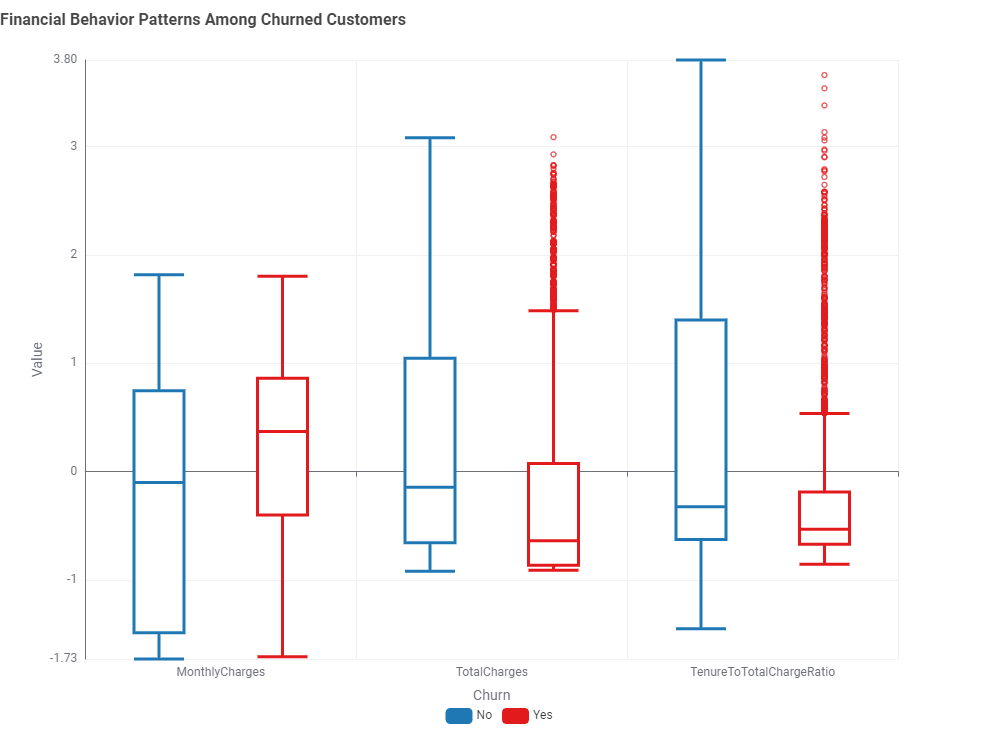 Financial Behavior Patterns Among Churned Customers
3.80
3
2
1
0
-1
-1.73
Value
MonthlyCharges
TotalCharges
TenureToTotalChargeRatio
Churn
No
Yes